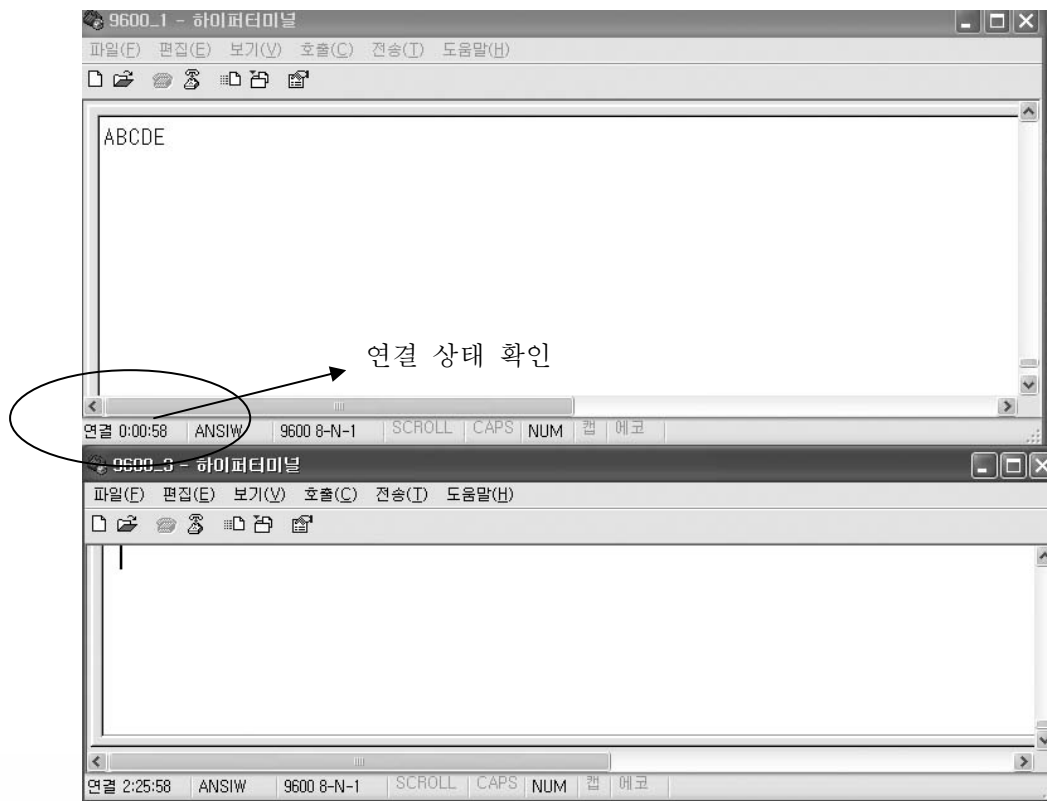 9600_1 - 하이퍼터미널
파일(F) 편집(E) 보기(V) 호출(C) 전송(T) 도움말(H)
ABCDE
연결 상태 확인
연결 0:00:58 ANSIW 9600 8-N-1 SCROLL CAPS NUM 캡 에코
9600_3 - 하이퍼터미널
파일(F) 편집(E) 보기(V) 호출(C) 전송(T) 도움말(H)
연결 2:25:58 ANSIW 9600 8-N-1 SCROLL CAPS NUM 캡 에코